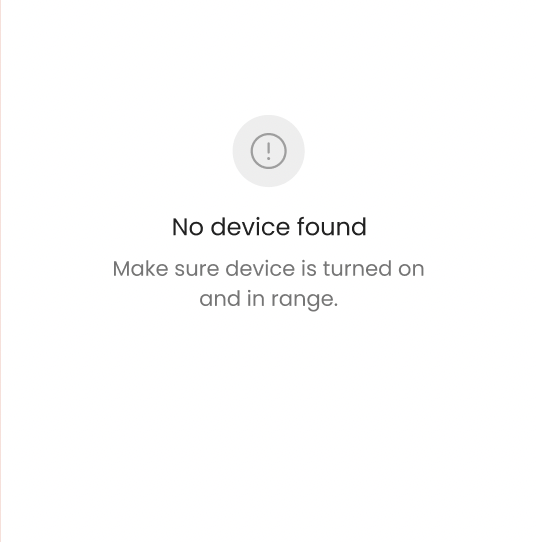 No device found
Make sure device is turned on
and in range.